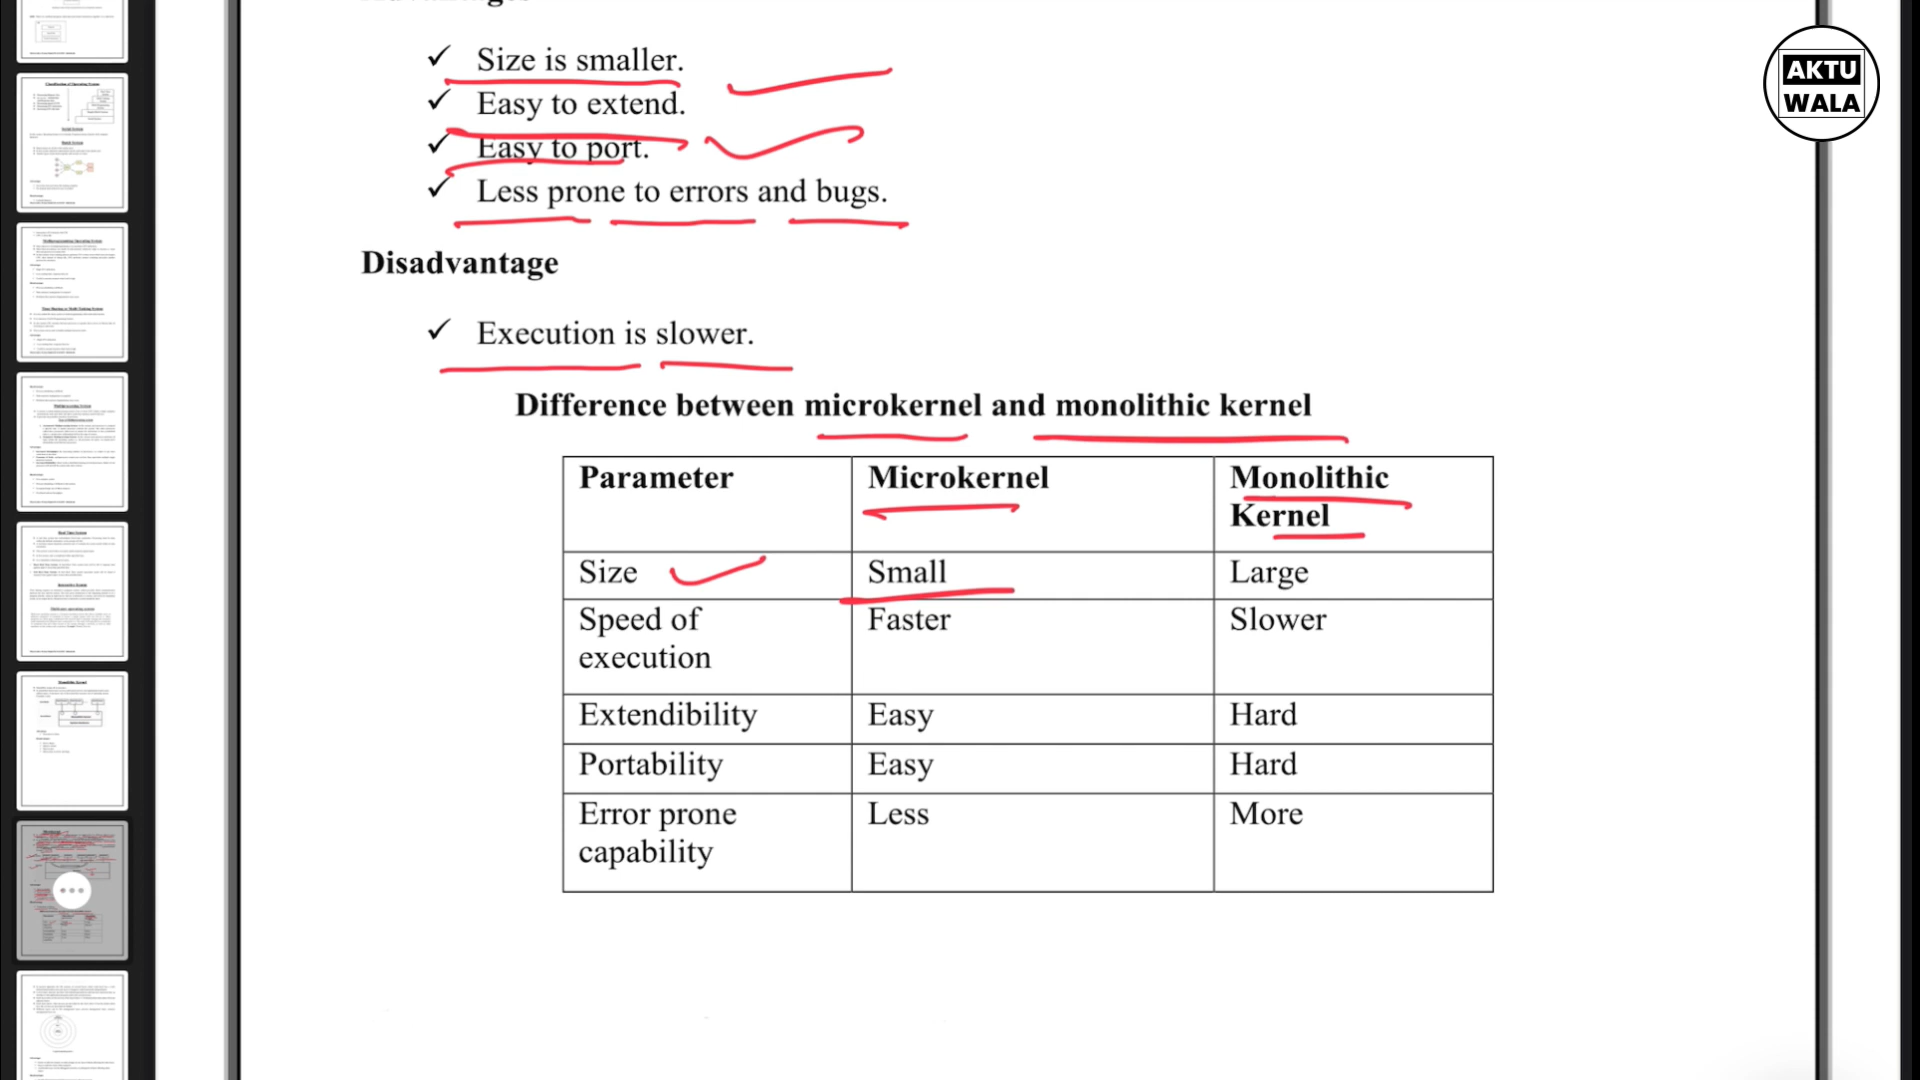 Advantages
✓ Size is smaller.
✓ Easy to extend.
✓ Easy to port.
✓ Less prone to errors and bugs.
Disadvantage
✓ Execution is slower.
Difference between microkernel and monolithic kernel
Parameter Microkernel Monolithic
Kernel
Size Small Large
Speed of Faster Slower
execution
Extendibility Easy Hard
Portability Easy Hard
Error prone Less More
capability
AKTU
WALA